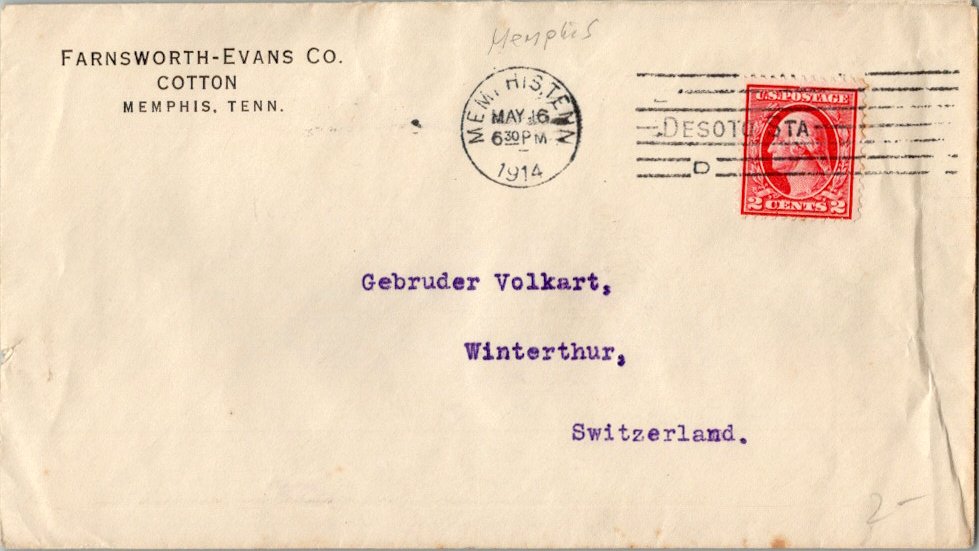 Memphis
FARNSWORTH-EVANS CO.
COTTON
MEMPHIS, TENN.
MEMPHIS, TENN
MAY 16
6 30 PM
1914
DESOTO STA
D
U.S. POSTAGE
2 CENTS 2
Gebruder Volkart,
Winterthur,
Switzerland.
2-